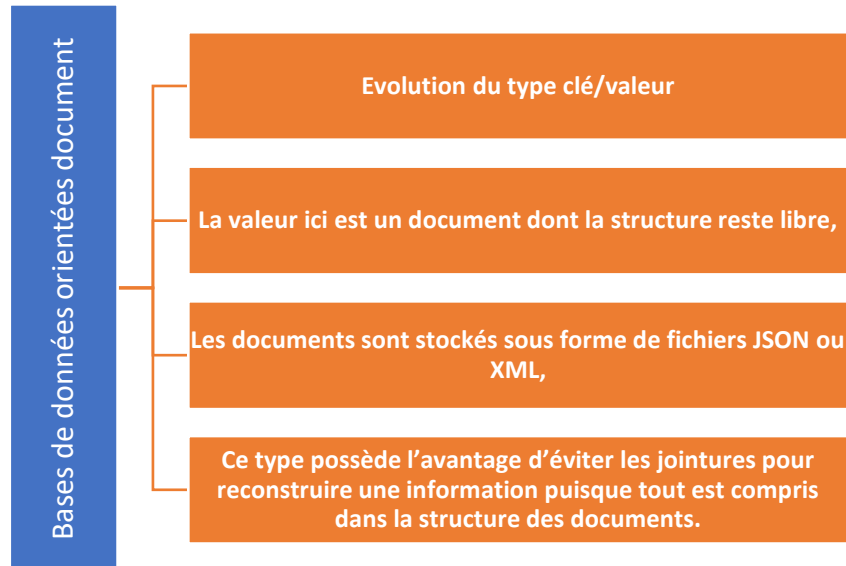 Bases de données orientées document
Evolution du type clé/valeur
La valeur ici est un document dont la structure reste libre,
Les documents sont stockés sous forme de fichiers JSON ou
XML,
Ce type possède l’avantage d’éviter les jointures pour
reconstruire une information puisque tout est compris
dans la structure des documents.